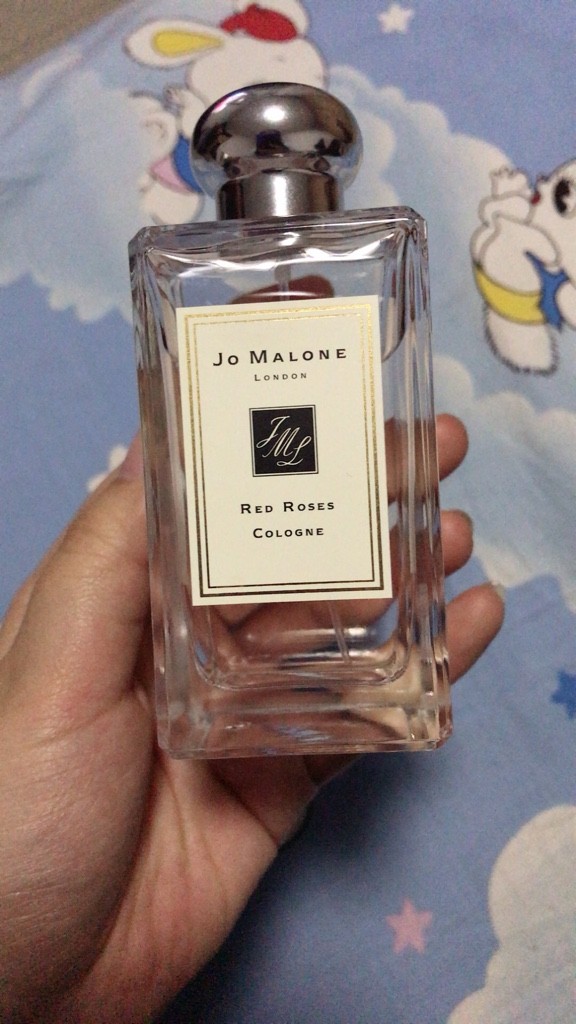 Jo Malone
London
JML
Red Roses
Cologne